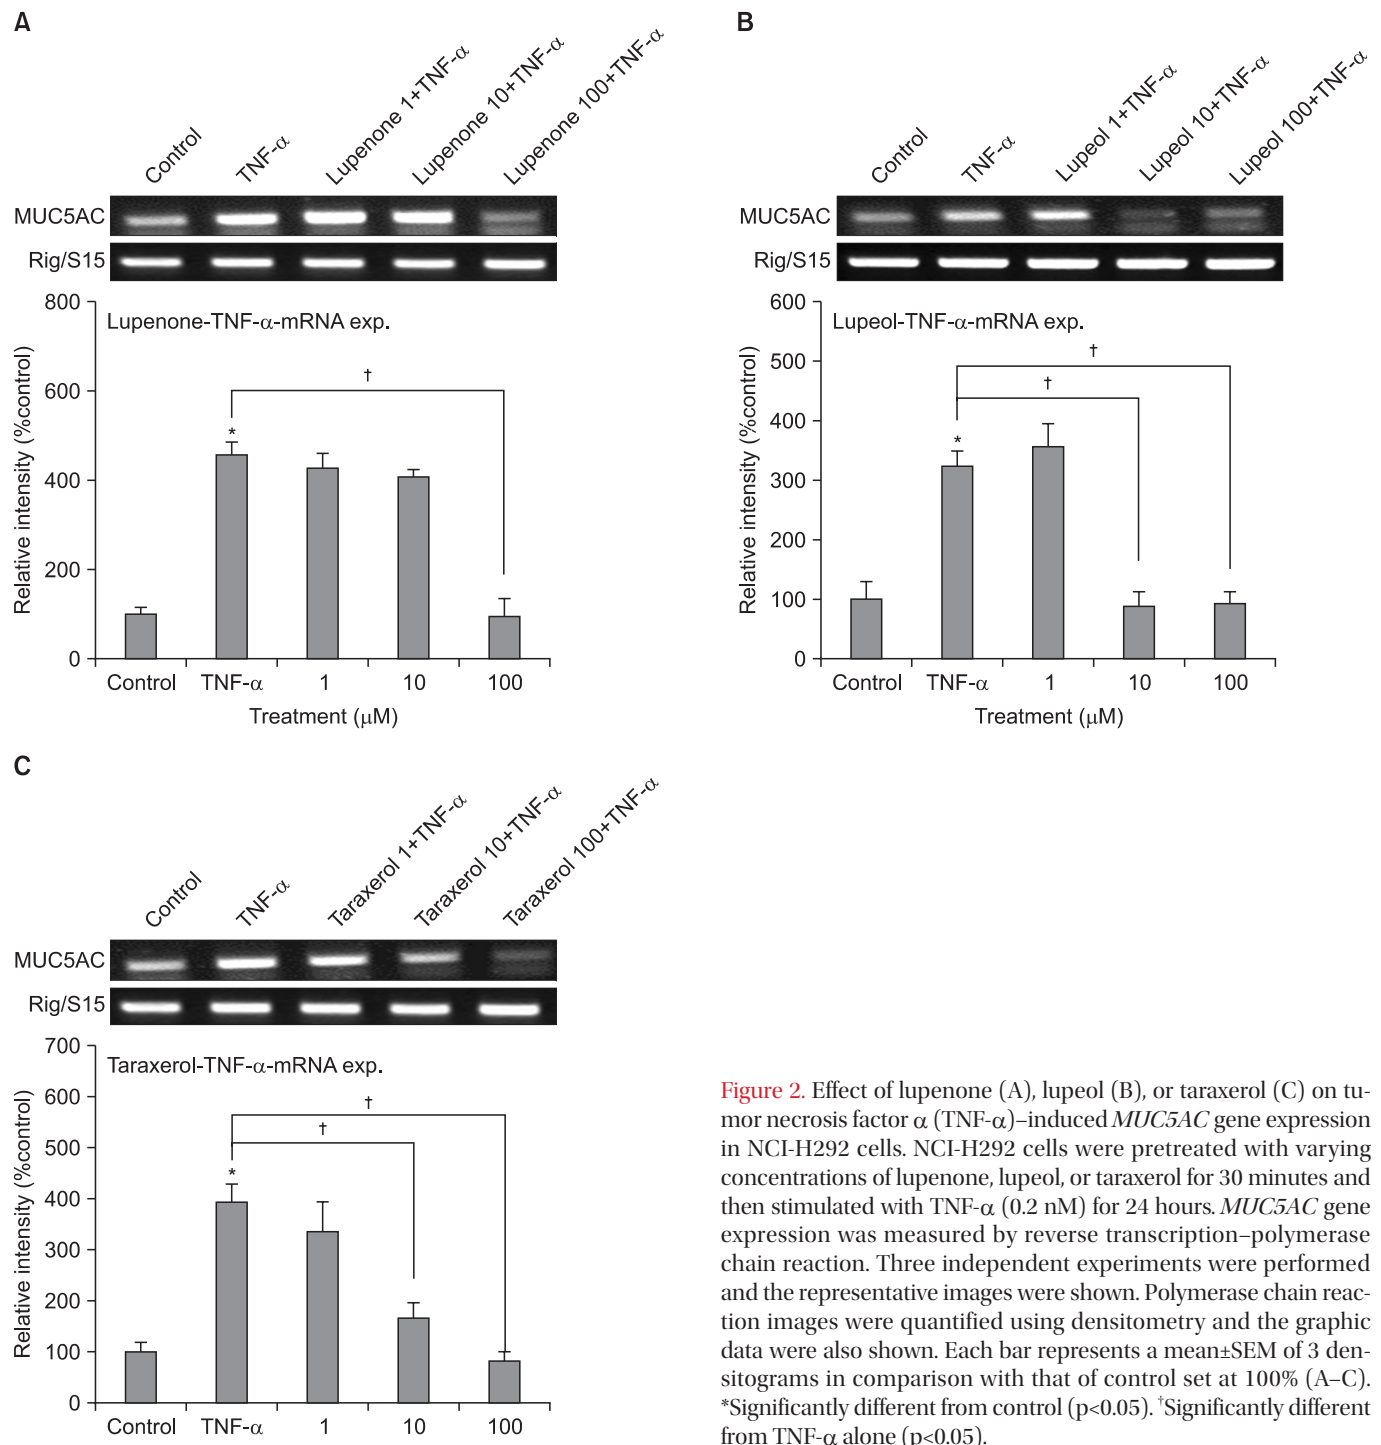 A
Control
TNF-α
Lupenone 1+TNF-α
Lupenone 10+TNF-α
Lupenone 100+TNF-α
MUC5AC
Rig/S15
Lupenone-TNF-α-mRNA exp.
Relative intensity (%control)
800
600
400
200
0
†
*
Control TNF-α 1 10 100
Treatment (μM)
B
Control
TNF-α
Lupeol 1+TNF-α
Lupeol 10+TNF-α
Lupeol 100+TNF-α
MUC5AC
Rig/S15
Lupeol-TNF-α-mRNA exp.
Relative intensity (%control)
600
500
400
300
200
100
0
†
†
*
Control TNF-α 1 10 100
Treatment (μM)
C
Control
TNF-α
Taraxerol 1+TNF-α
Taraxerol 10+TNF-α
Taraxerol 100+TNF-α
MUC5AC
Rig/S15
Taraxerol-TNF-α-mRNA exp.
Relative intensity (%control)
700
600
500
400
300
200
100
0
†
†
*
Control TNF-α 1 10 100
Figure 2. Effect of lupenone (A), lupeol (B), or taraxerol (C) on tu-
mor necrosis factor α (TNF-α)–induced MUC5AC gene expression
in NCI-H292 cells. NCI-H292 cells were pretreated with varying
concentrations of lupenone, lupeol, or taraxerol for 30 minutes and
then stimulated with TNF-α (0.2 nM) for 24 hours. MUC5AC gene
expression was measured by reverse transcription–polymerase
chain reaction. Three independent experiments were performed
and the representative images were shown. Polymerase chain reac-
tion images were quantified using densitometry and the graphic
data were also shown. Each bar represents a mean±SEM of 3 den-
sitograms in comparison with that of control set at 100% (A–C).
*Significantly different from control (p<0.05). †Significantly different
from TNF-α alone (p<0.05).